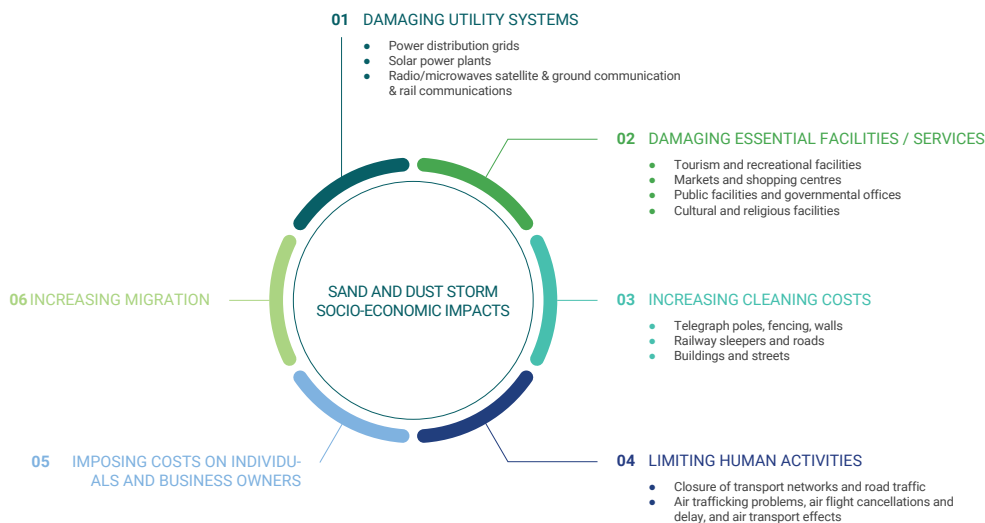 01 DAMAGING UTILITY SYSTEMS
● Power distribution grids
● Solar power plants
● Radio/microwaves satellite & ground communication
& rail communications
02 DAMAGING ESSENTIAL FACILITIES / SERVICES
● Tourism and recreational facilities
● Markets and shopping centres
● Public facilities and governmental offices
● Cultural and religious facilities
SAND AND DUST STORM
SOCIO-ECONOMIC IMPACTS
03 INCREASING CLEANING COSTS
● Telegraph poles, fencing, walls
● Railway sleepers and roads
● Buildings and streets
04 LIMITING HUMAN ACTIVITIES
● Closure of transport networks and road traffic
● Air trafficking problems, air flight cancellations and
delay, and air transport effects
05 IMPOSING COSTS ON INDIVIDU-
ALS AND BUSINESS OWNERS
06 INCREASING MIGRATION